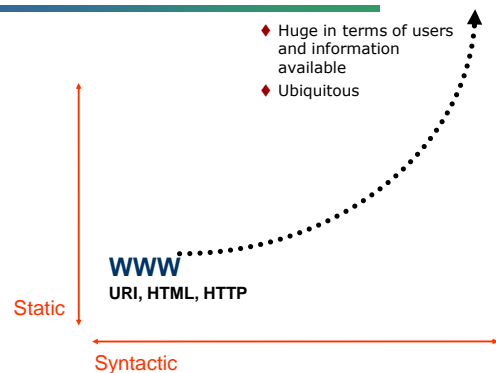 Huge in terms of users
and information
available
Ubiquitous
WWW
URI, HTML, HTTP
Static
Syntactic